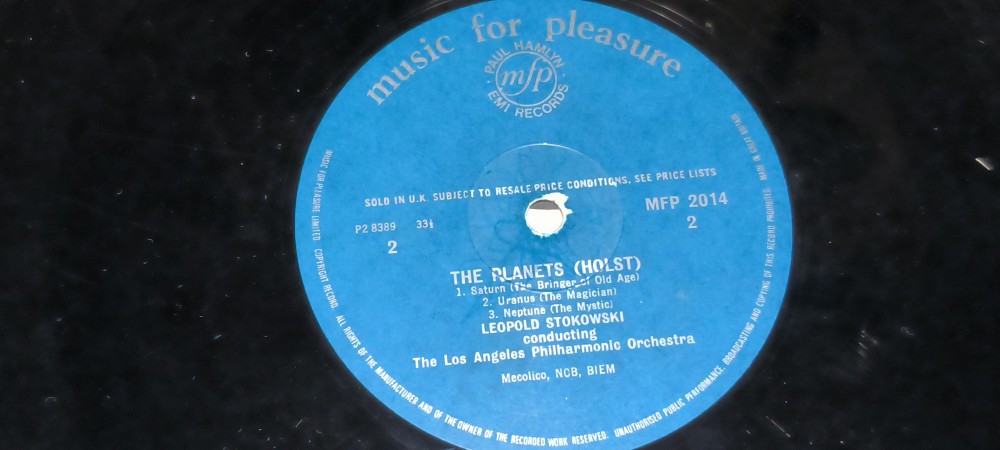 music for pleasure
PAUL HAMLYN
mfp
EMI RECORDS
SOLD IN U.K. SUBJECT TO RESALE PRICE CONDITIONS. SEE PRICE LISTS
P2 8389 33⅓
MFP 2014
2
2
THE PLANETS (HOLST)
1. Saturn (The Bringer of Old Age)
2. Uranus (The Magician)
3. Neptune (The Mystic)
LEOPOLD STOKOWSKI
conducting
The Los Angeles Philharmonic Orchestra
Mecolico, NCB, BIEM
MUSIC FOR PLEASURE LIMITED. COPYRIGHT RECORD. ALL RIGHTS OF THE MANUFACTURER AND OF THE OWNER OF THE RECORDED WORK RESERVED. UNAUTHORISED PUBLIC PERFORMANCE, BROADCASTING AND COPYING OF THIS RECORD PROHIBITED. MADE IN GREAT BRITAIN